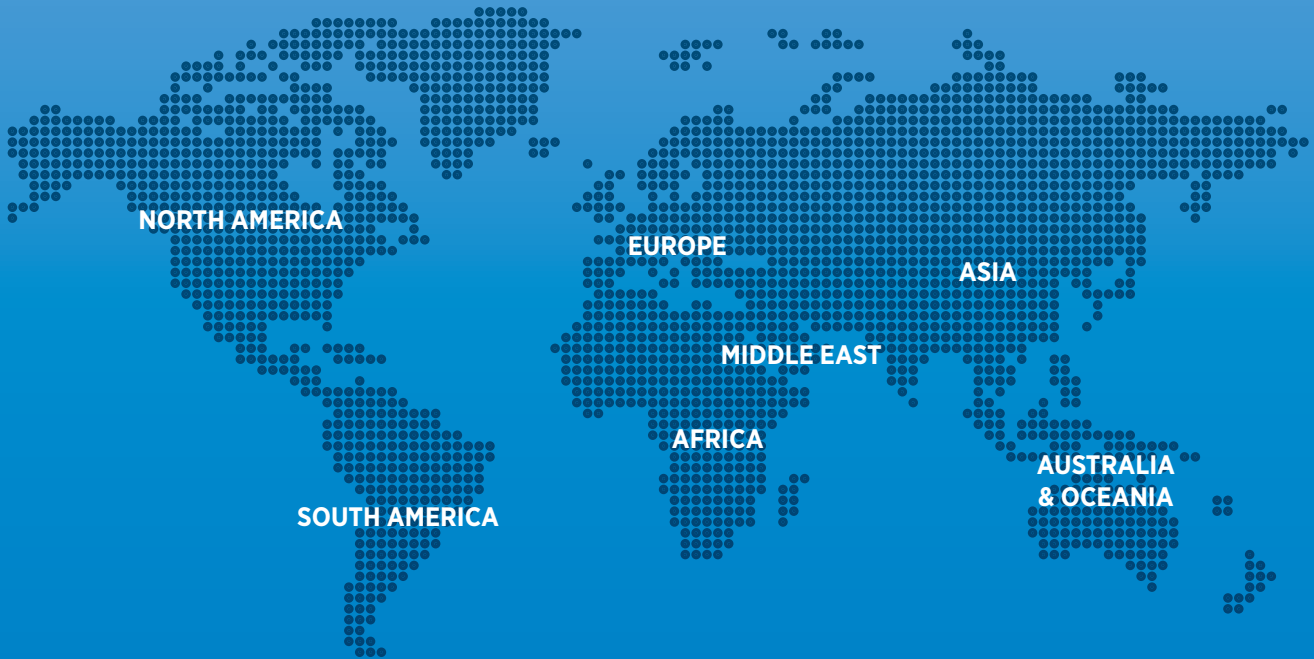 NORTH AMERICA
EUROPE
ASIA
MIDDLE EAST
AFRICA
AUSTRALIA
& OCEANIA
SOUTH AMERICA